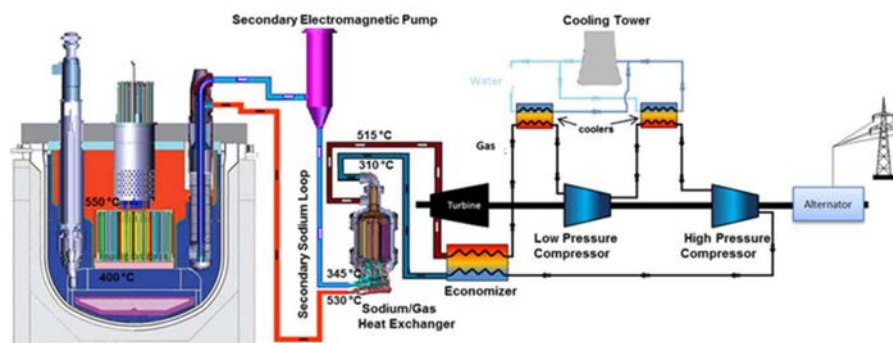 Secondary Electromagnetic Pump
Cooling Tower
Water
coolers
Gas
515 °C
310 °C
550 °C
400 °C
Secondary Sodium Loop
345 °C
530 °C
Sodium/Gas
Heat Exchanger
Turbine
Economizer
Low Pressure
Compressor
High Pressure
Compressor
Alternator